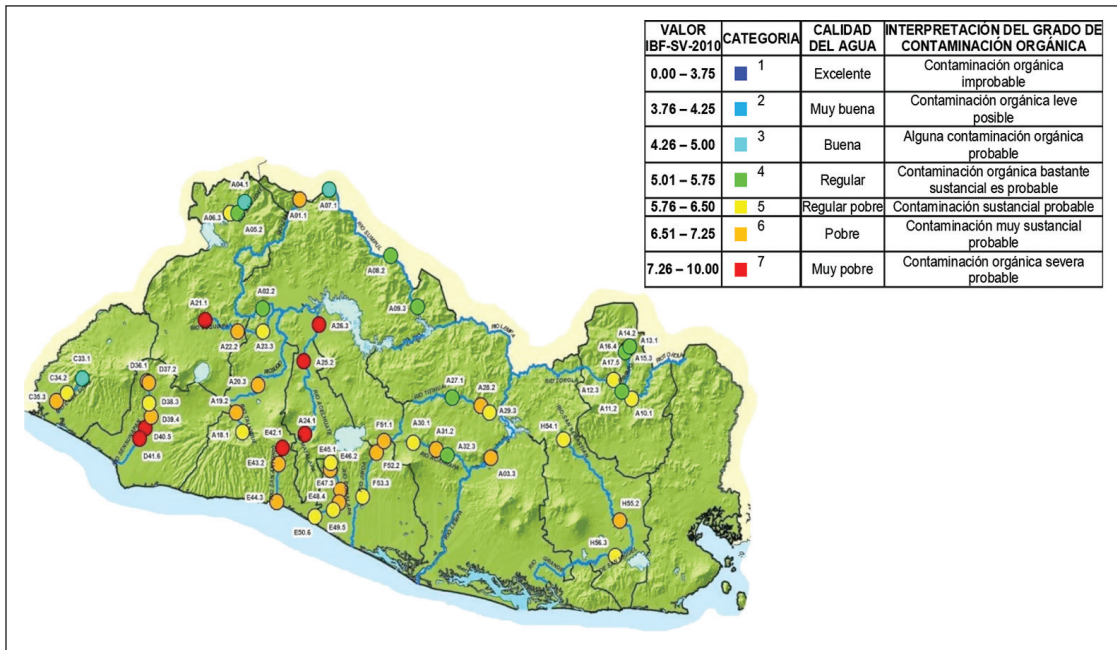 VALOR IBF-SV-2010 CATEGORIA CALIDAD DEL AGUA INTERPRETACIÓN DEL GRADO DE CONTAMINACIÓN ORGÁNICA
0.00 – 3.75 1 Excelente Contaminación orgánica improbable
3.76 – 4.25 2 Muy buena Contaminación orgánica leve posible
4.26 – 5.00 3 Buena Alguna contaminación orgánica probable
5.01 – 5.75 4 Regular Contaminación orgánica bastante sustancial es probable
5.76 – 6.50 5 Regular pobre Contaminación sustancial probable
6.51 – 7.25 6 Pobre Contaminación muy sustancial probable
7.26 – 10.00 7 Muy pobre Contaminación orgánica severa probable
A04.1
A06.3
A05.2
A01.1
A07.1
RIO SUMPUL
A08.2
A09.3
A02.2
A21.1
A22.2
A23.3
A26.3
RIO LEMPA
A25.2
A20.3
A19.2
A18.1
A24.1
C33.1
C34.2
C35.3
D36.1
D37.2
D38.3
D39.4
D40.5
D41.6
E42.1
E43.2
E44.3
E45.1
E46.2
E47.3
E48.4
E49.5
E50.6
F51.1
F52.2
F53.3
A30.1
A31.2
A32.3
A27.1
A28.2
A29.3
A03.3
RIO LEMPA
RIO TOROLA
A14.2
A13.1
A16.4
A15.3
A17.5
A12.3
A11.2
A10.1
H54.1
H55.2
H56.3
RIO GRANDE